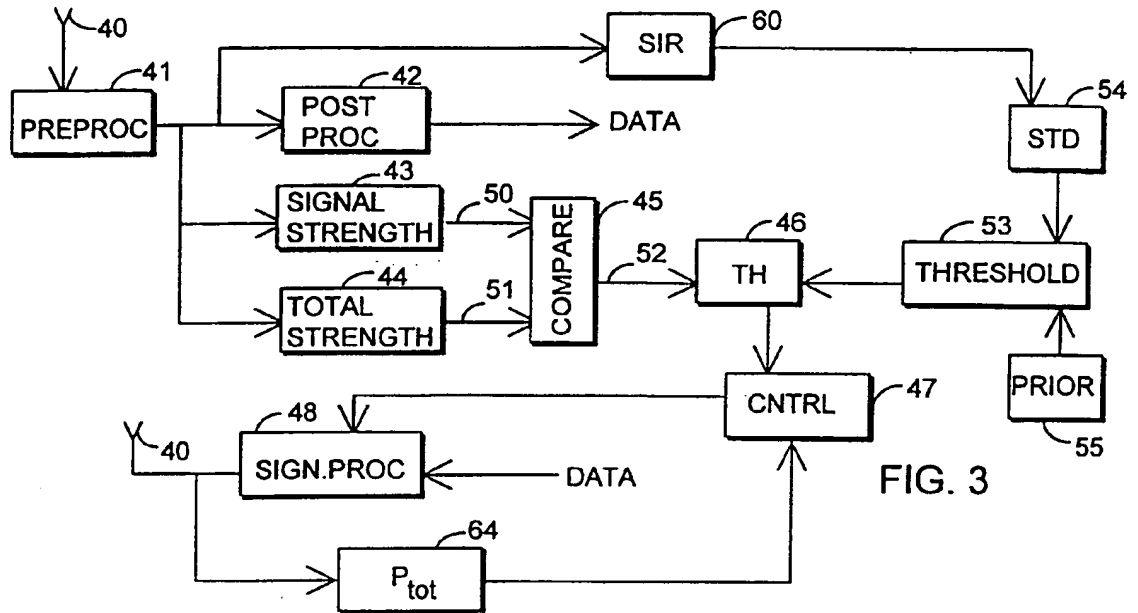 40
41
PREPROC
SIR
60
42
POST
PROC
DATA
54
STD
43
SIGNAL
STRENGTH
50
45
COMPARE
44
TOTAL
STRENGTH
51
52
46
TH
53
THRESHOLD
PRIOR
55
CNTRL
47
48
40
SIGN.PROC
DATA
FIG. 3
64
Ptot